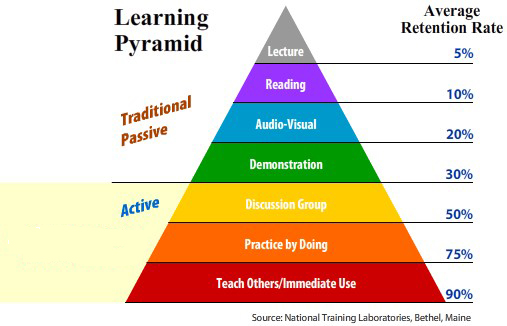 Learning
Pyramid
Average
Retention Rate
Lecture
5%
Reading
10%
Traditional
Passive
Audio-Visual
20%
Demonstration
30%
Active
Discussion Group
50%
Practice by Doing
75%
Teach Others/Immediate Use
90%
Source: National Training Laboratories, Bethel, Maine